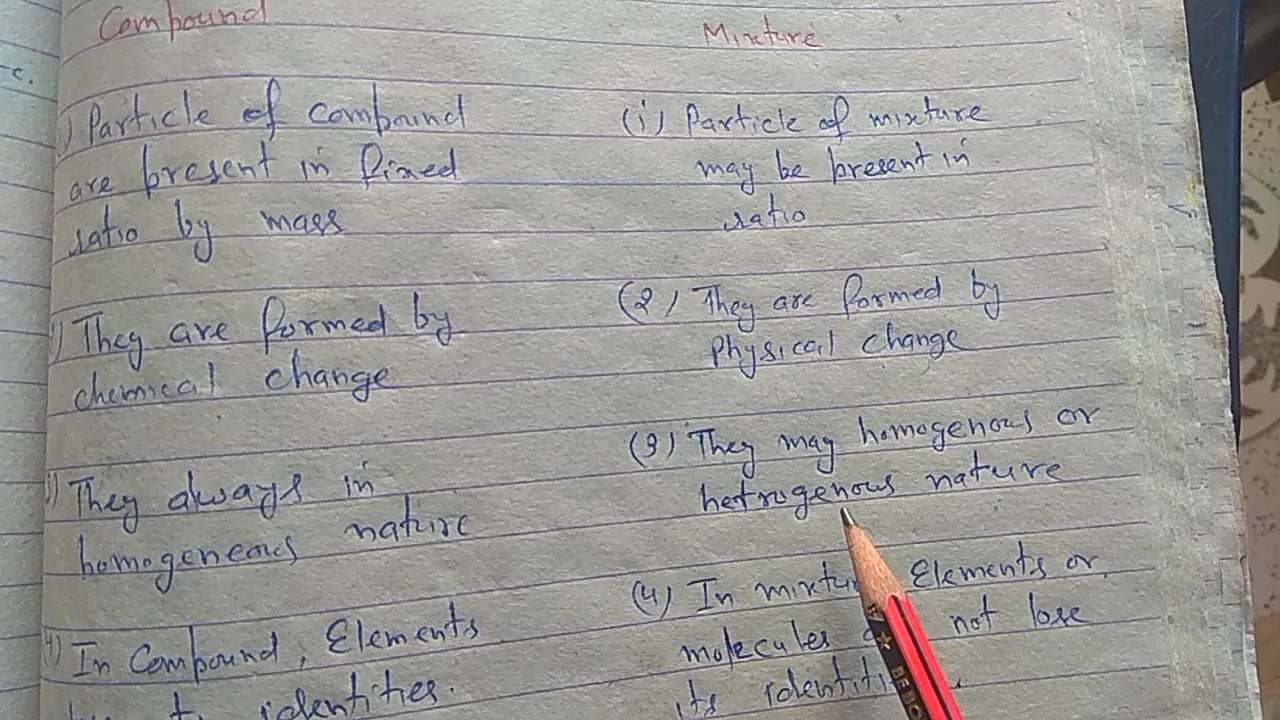 Compound
Mixture
c.
) Particle of compound
are present in fixed
ratio by mass
(i) Particle of mixture
may be present in
ratio
) They are formed by
chemical change
(2) They are formed by
Physical change
) They always in
homogeneous nature
(3) They may homogenous or
hetrogenous nature
4) In Compound, Elements
identities.
(4) In mixtu Elements or
molecules not lose
its identiti